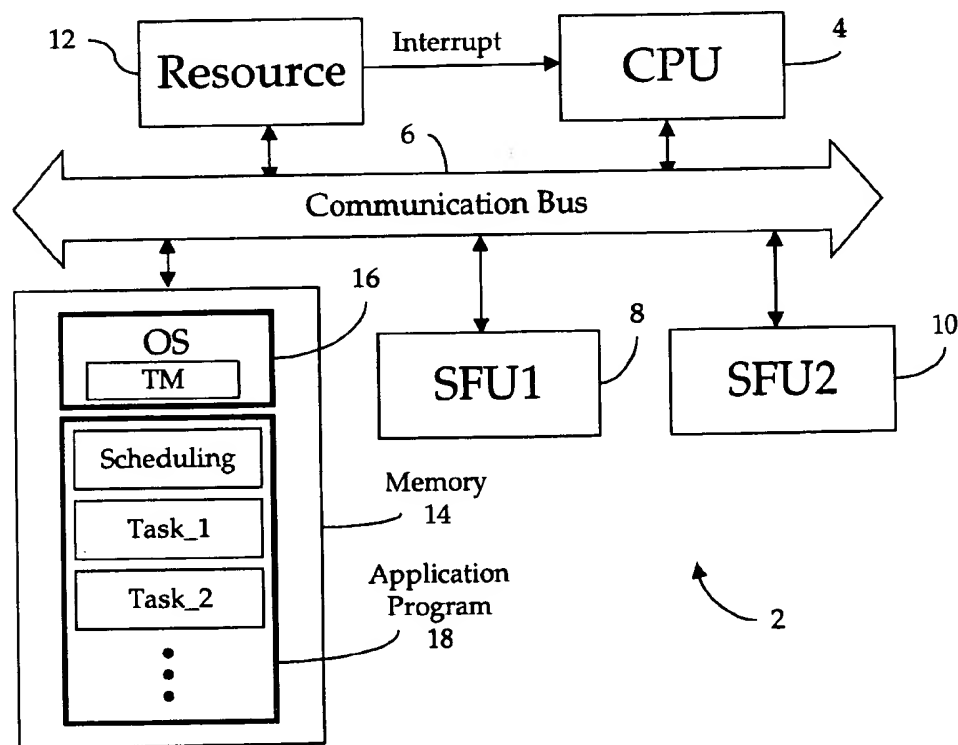 12
Resource
Interrupt
CPU
4
6
Communication Bus
16
OS
TM
8
SFU1
10
SFU2
Scheduling
Task_1
Task_2
Memory
14
Application
Program
18
2